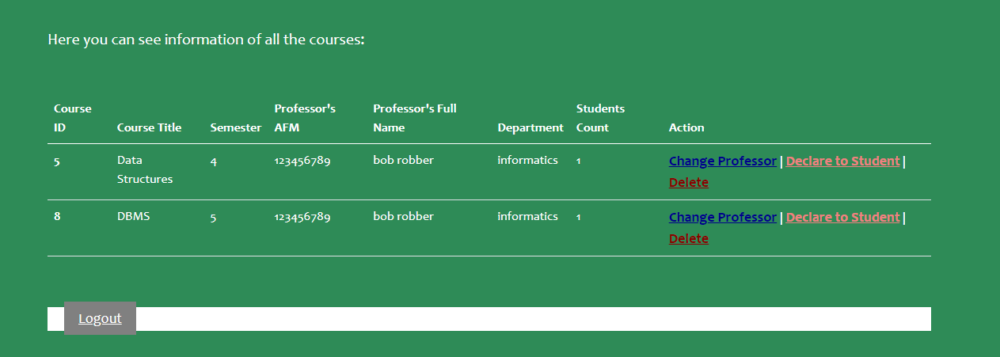 Here you can see information of all the courses:
Course ID Course Title Semester Professor's AFM Professor's Full Name Department Students Count Action
5 Data Structures 4 123456789 bob robber informatics 1 Change Professor | Declare to Student | Delete
8 DBMS 5 123456789 bob robber informatics 1 Change Professor | Declare to Student | Delete
Logout